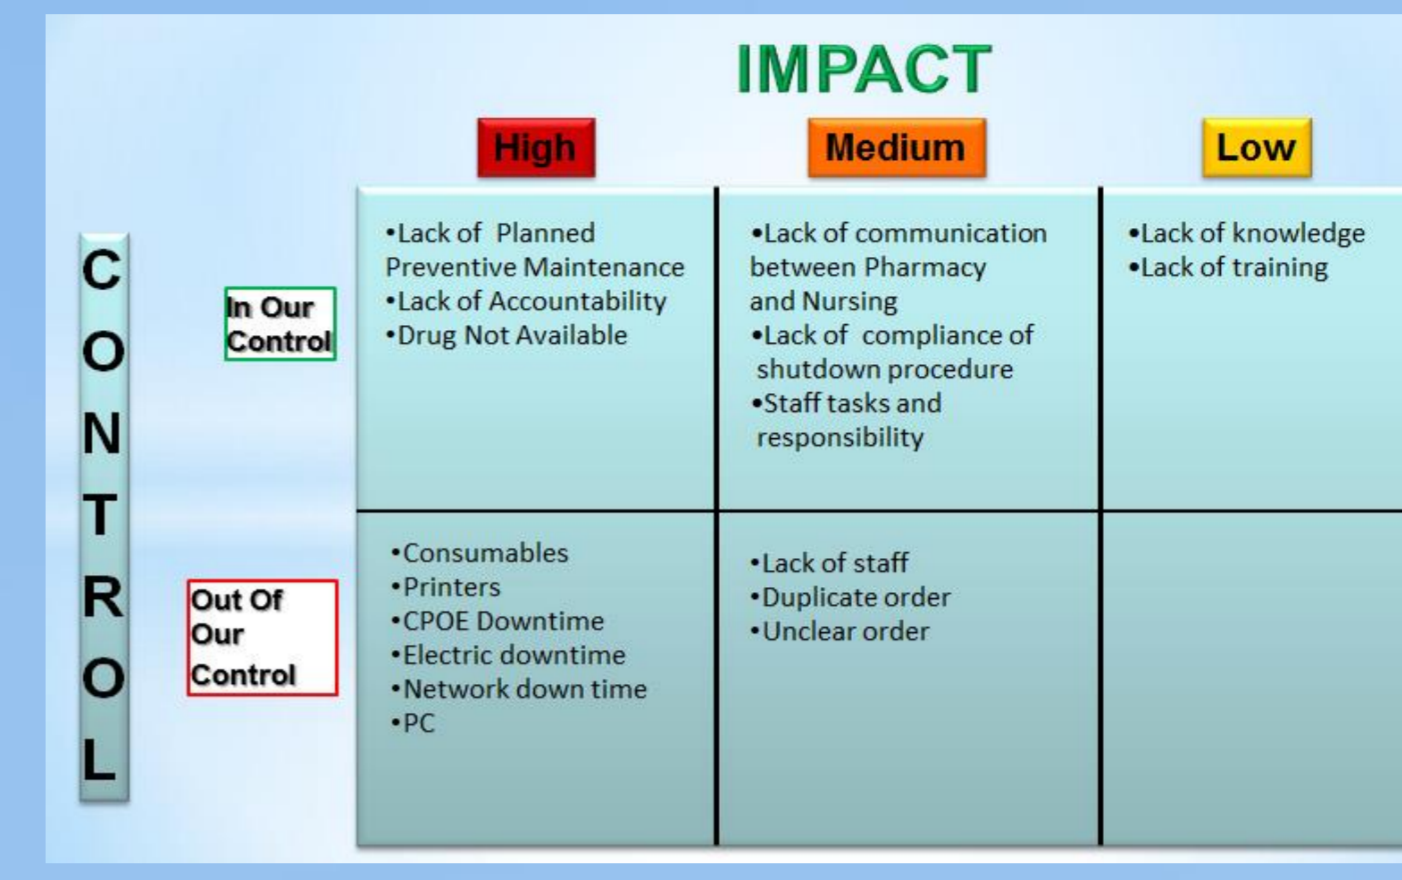 IMPACT
High
Medium
Low
CONTROL
In Our
Control
•Lack of Planned
Preventive Maintenance
•Lack of Accountability
•Drug Not Available
•Lack of communication
between Pharmacy
and Nursing
•Lack of compliance of
shutdown procedure
•Staff tasks and
responsibility
•Lack of knowledge
•Lack of training
Out Of
Our
Control
•Consumables
•Printers
•CPOE Downtime
•Electric downtime
•Network down time
•PC
•Lack of staff
•Duplicate order
•Unclear order